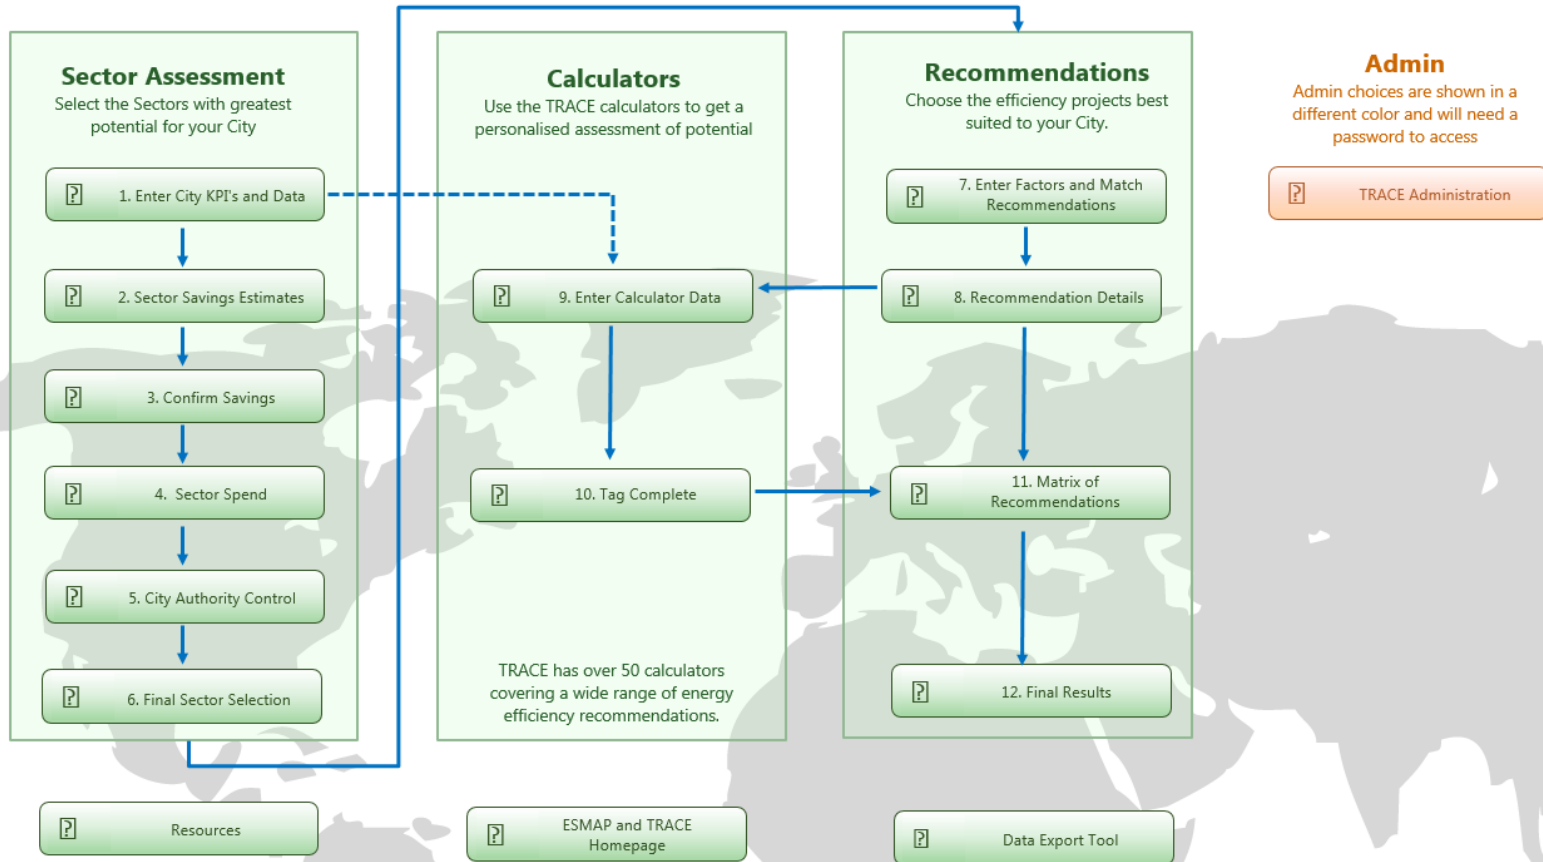 Sector Assessment
Select the Sectors with greatest
potential for your City
1. Enter City KPI's and Data
2. Sector Savings Estimates
3. Confirm Savings
4. Sector Spend
5. City Authority Control
6. Final Sector Selection
Calculators
Use the TRACE calculators to get a
personalised assessment of potential
9. Enter Calculator Data
10. Tag Complete
TRACE has over 50 calculators
covering a wide range of energy
efficiency recommendations.
Recommendations
Choose the efficiency projects best
suited to your City.
7. Enter Factors and Match
Recommendations
8. Recommendation Details
11. Matrix of
Recommendations
12. Final Results
Admin
Admin choices are shown in a
different color and will need a
password to access
TRACE Administration
Resources
ESMAP and TRACE
Homepage
Data Export Tool